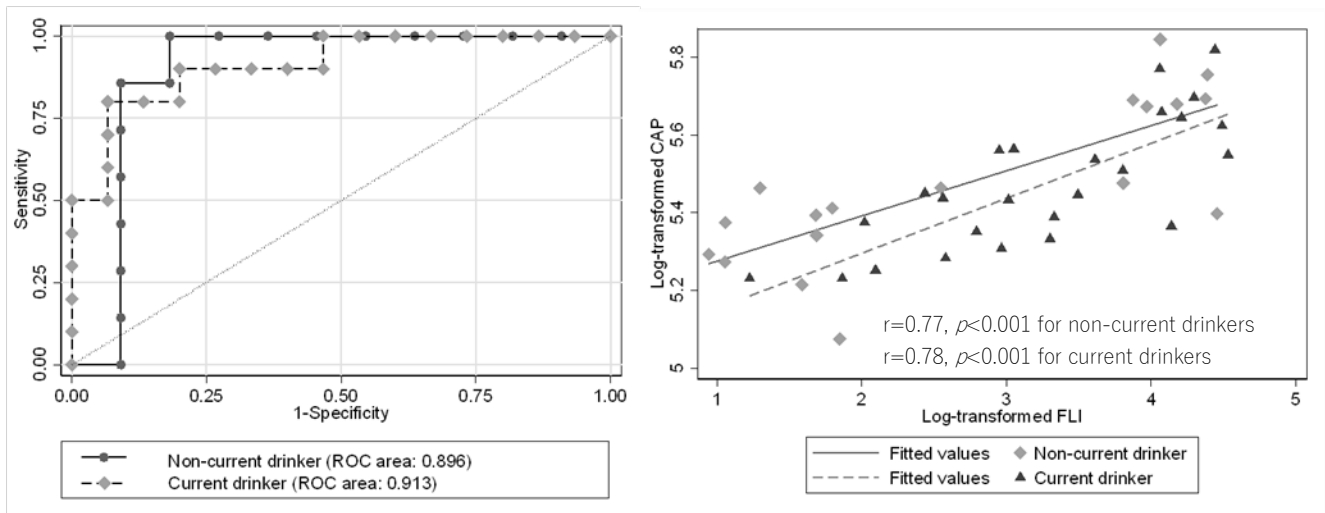 1.00
0.75
0.50
0.25
0.00
Sensitivity
0.00 0.25 0.50 0.75 1.00
1-Specificity
Non-current drinker (ROC area: 0.896)
Current drinker (ROC area: 0.913)
5.8
5.6
5.4
5.2
5
Log-transformed CAP
r=0.77, p<0.001 for non-current drinkers
r=0.78, p<0.001 for current drinkers
1 2 3 4 5
Log-transformed FLI
Fitted values Non-current drinker
Fitted values Current drinker